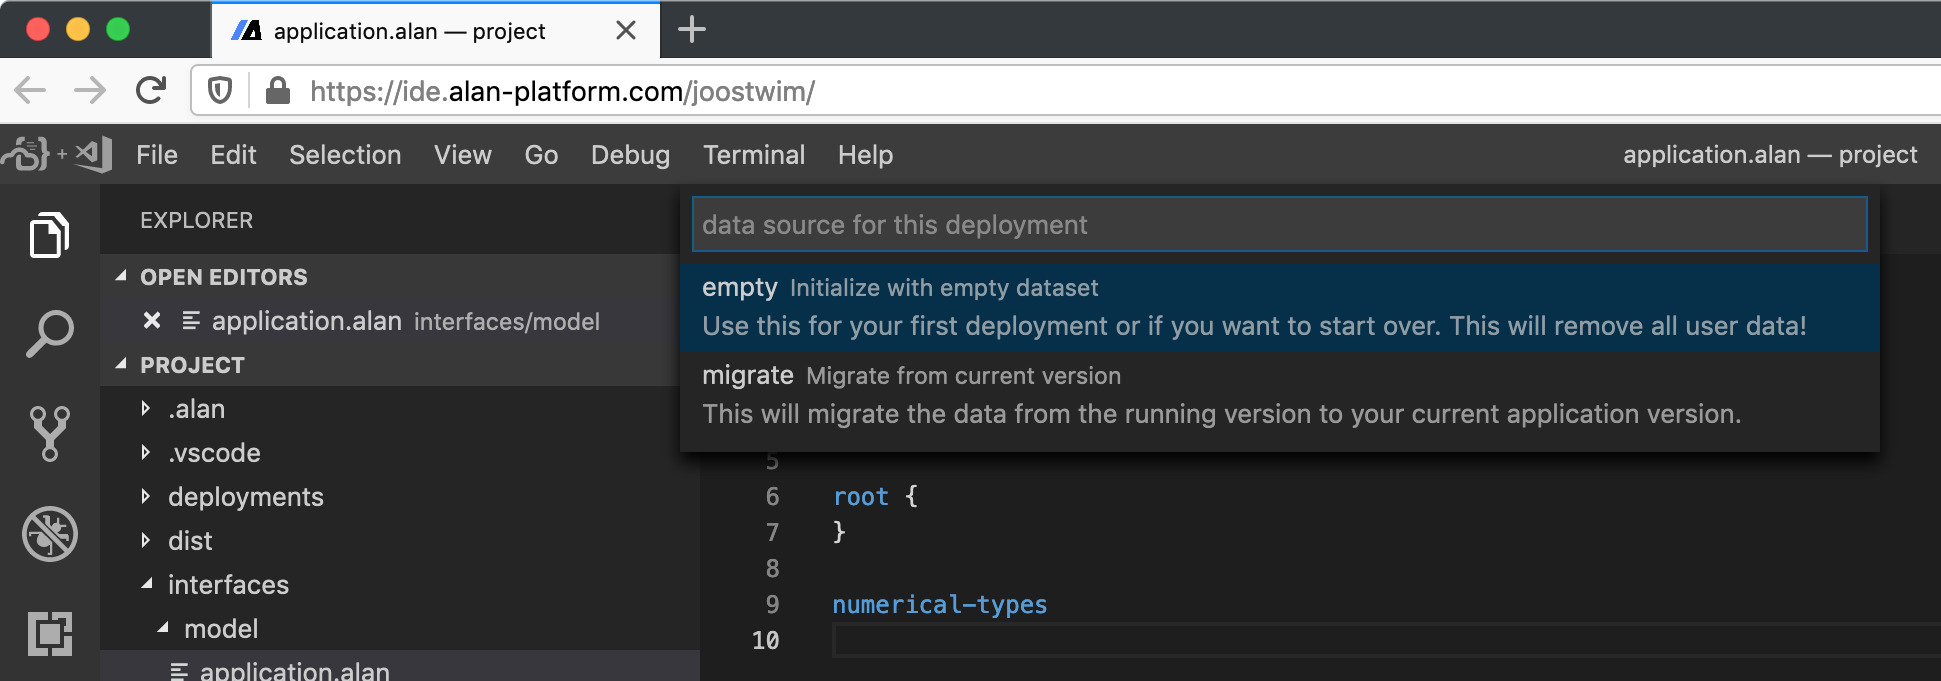 application.alan — project
https://ide.alan-platform.com/joostwim/
+ File Edit Selection View Go Debug Terminal Help application.alan — project
EXPLORER
OPEN EDITORS
application.alan interfaces/model
PROJECT
.alan
.vscode
deployments
dist
interfaces
model
application.alan
data source for this deployment
empty Initialize with empty dataset
Use this for your first deployment or if you want to start over. This will remove all user data!
migrate Migrate from current version
This will migrate the data from the running version to your current application version.
5
6 root {
7 }
8
9 numerical-types
10